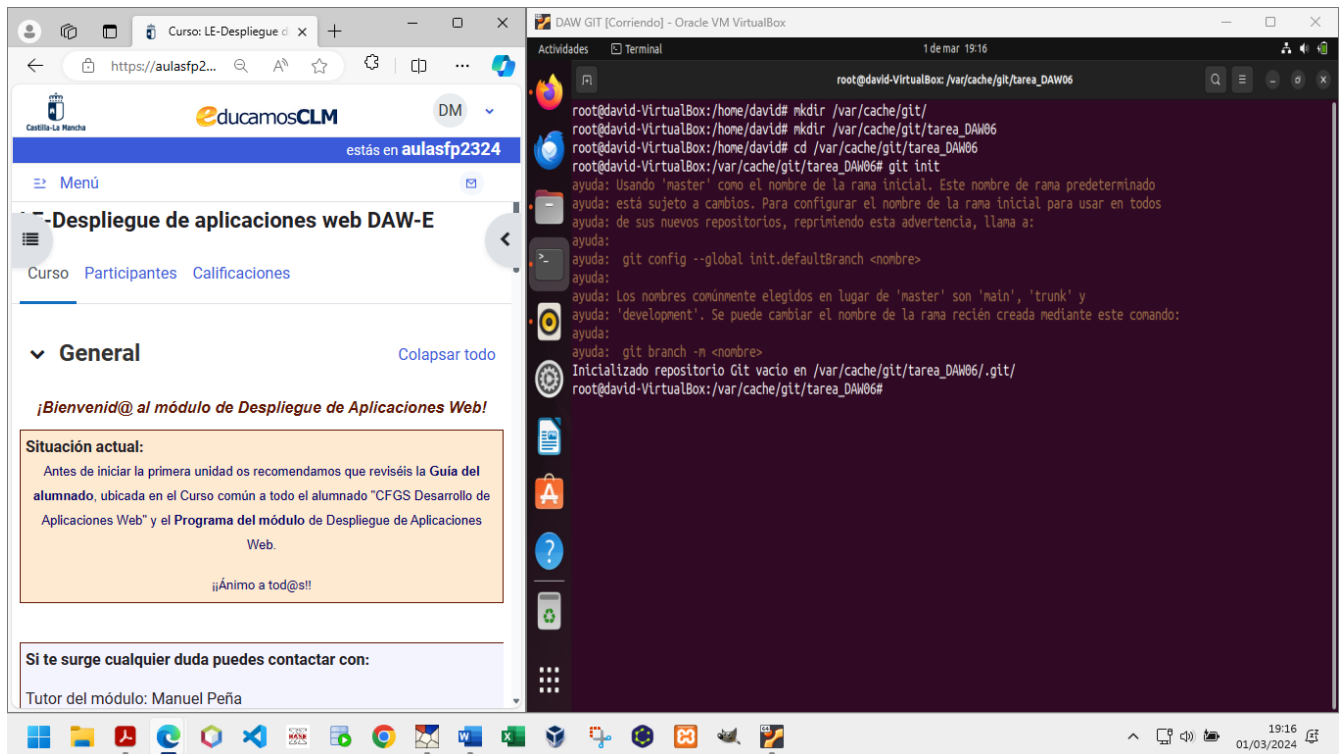 Curso: LE-Despliegue d
https://aulasfp2...
Castilla-La Mancha
educamosCLM
DM
estás en aulasfp2324
Menú
-Despliegue de aplicaciones web DAW-E
Curso Participantes Calificaciones
General
Colapsar todo
¡Bienvenid@ al módulo de Despliegue de Aplicaciones Web!
Situación actual:
Antes de iniciar la primera unidad os recomendamos que reviséis la Guía del
alumnado, ubicada en el Curso común a todo el alumnado "CFGS Desarrollo de
Aplicaciones Web" y el Programa del módulo de Despliegue de Aplicaciones
Web.
¡¡Ánimo a tod@s!!
Si te surge cualquier duda puedes contactar con:
Tutor del módulo: Manuel Peña
DAW GIT [Corriendo] - Oracle VM VirtualBox
Actividades Terminal 1 de mar 19:16
root@david-VirtualBox: /var/cache/git/tarea_DAW06
root@david-VirtualBox:/home/david# mkdir /var/cache/git/
root@david-VirtualBox:/home/david# mkdir /var/cache/git/tarea_DAW06
root@david-VirtualBox:/home/david# cd /var/cache/git/tarea_DAW06
root@david-VirtualBox:/var/cache/git/tarea_DAW06# git init
ayuda: Usando 'master' como el nombre de la rama inicial. Este nombre de rama predeterminado
ayuda: está sujeto a cambios. Para configurar el nombre de la rama inicial para usar en todos
ayuda: de sus nuevos repositorios, reprimiendo esta advertencia, llama a:
ayuda:
ayuda:  git config --global init.defaultBranch <nombre>
ayuda:
ayuda: Los nombres comúnmente elegidos en lugar de 'master' son 'main', 'trunk' y
ayuda: 'development'. Se puede cambiar el nombre de la rama recién creada mediante este comando:
ayuda:
ayuda:  git branch -m <nombre>
Inicializado repositorio Git vacío en /var/cache/git/tarea_DAW06/.git/
root@david-VirtualBox:/var/cache/git/tarea_DAW06#
19:16
01/03/2024